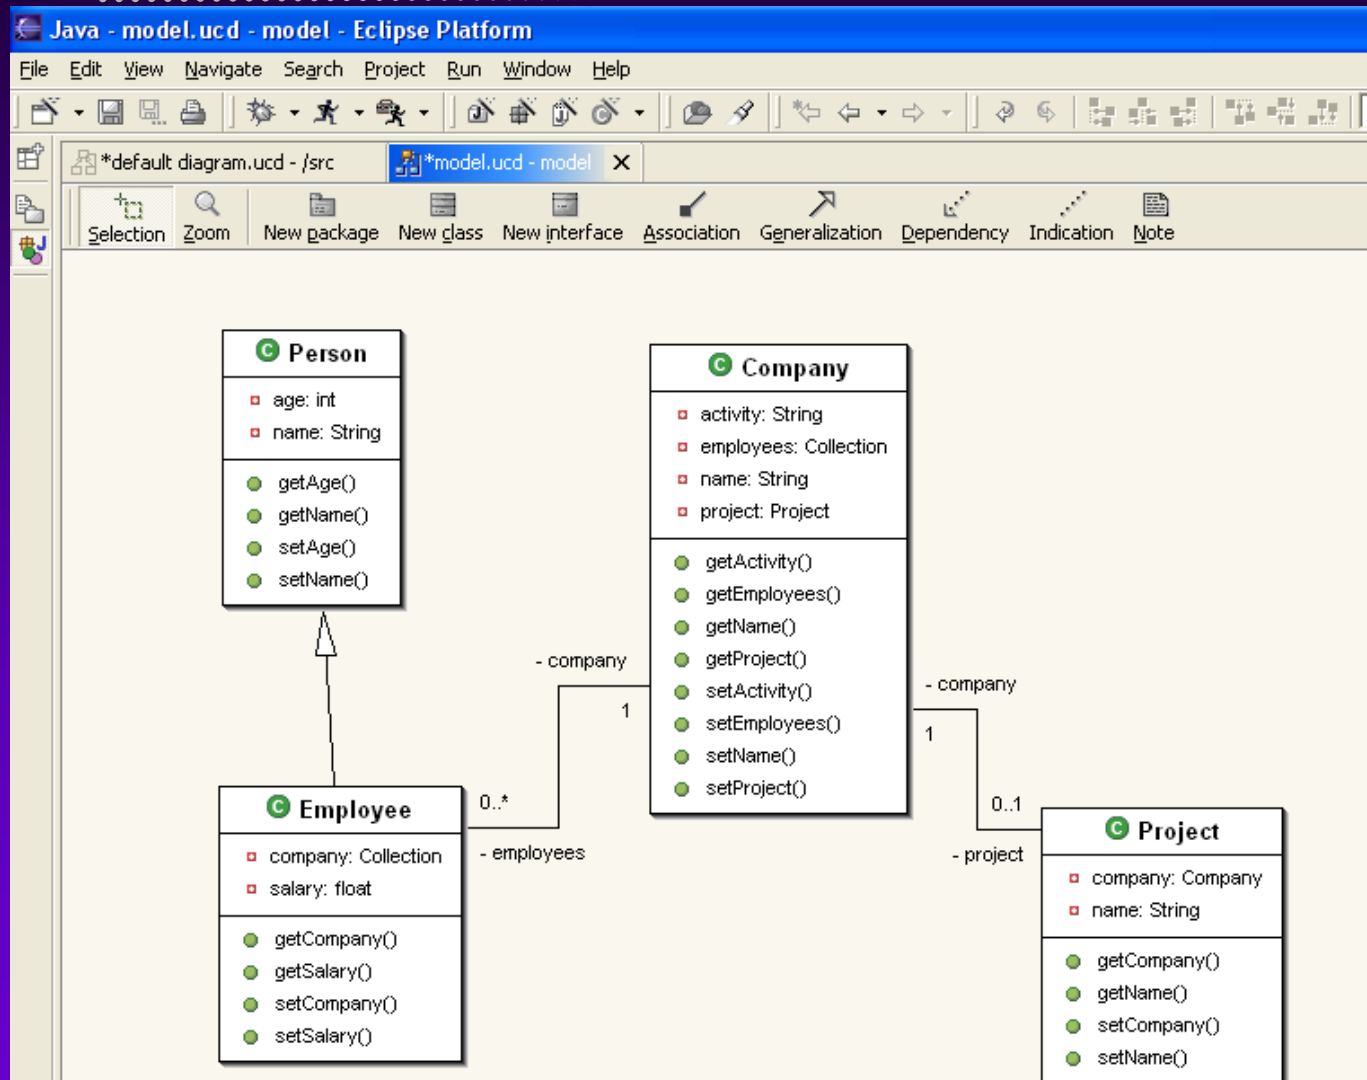 Java - model.ucd - model - Eclipse Platform
File Edit View Navigate Search Project Run Window Help
*default diagram.ucd - /src *model.ucd - model
Selection Zoom New package New class New interface Association Generalization Dependency Indication Note
Person
age: int
name: String
getAge()
getName()
setAge()
setName()
Company
activity: String
employees: Collection
name: String
project: Project
getActivity()
getEmployees()
getName()
getProject()
setActivity()
setEmployees()
setName()
setProject()
- company
1
0..*
- employees
- company
1
0..1
- project
Employee
company: Collection
salary: float
getCompany()
getSalary()
setCompany()
setSalary()
Project
company: Company
name: String
getCompany()
getName()
setCompany()
setName()